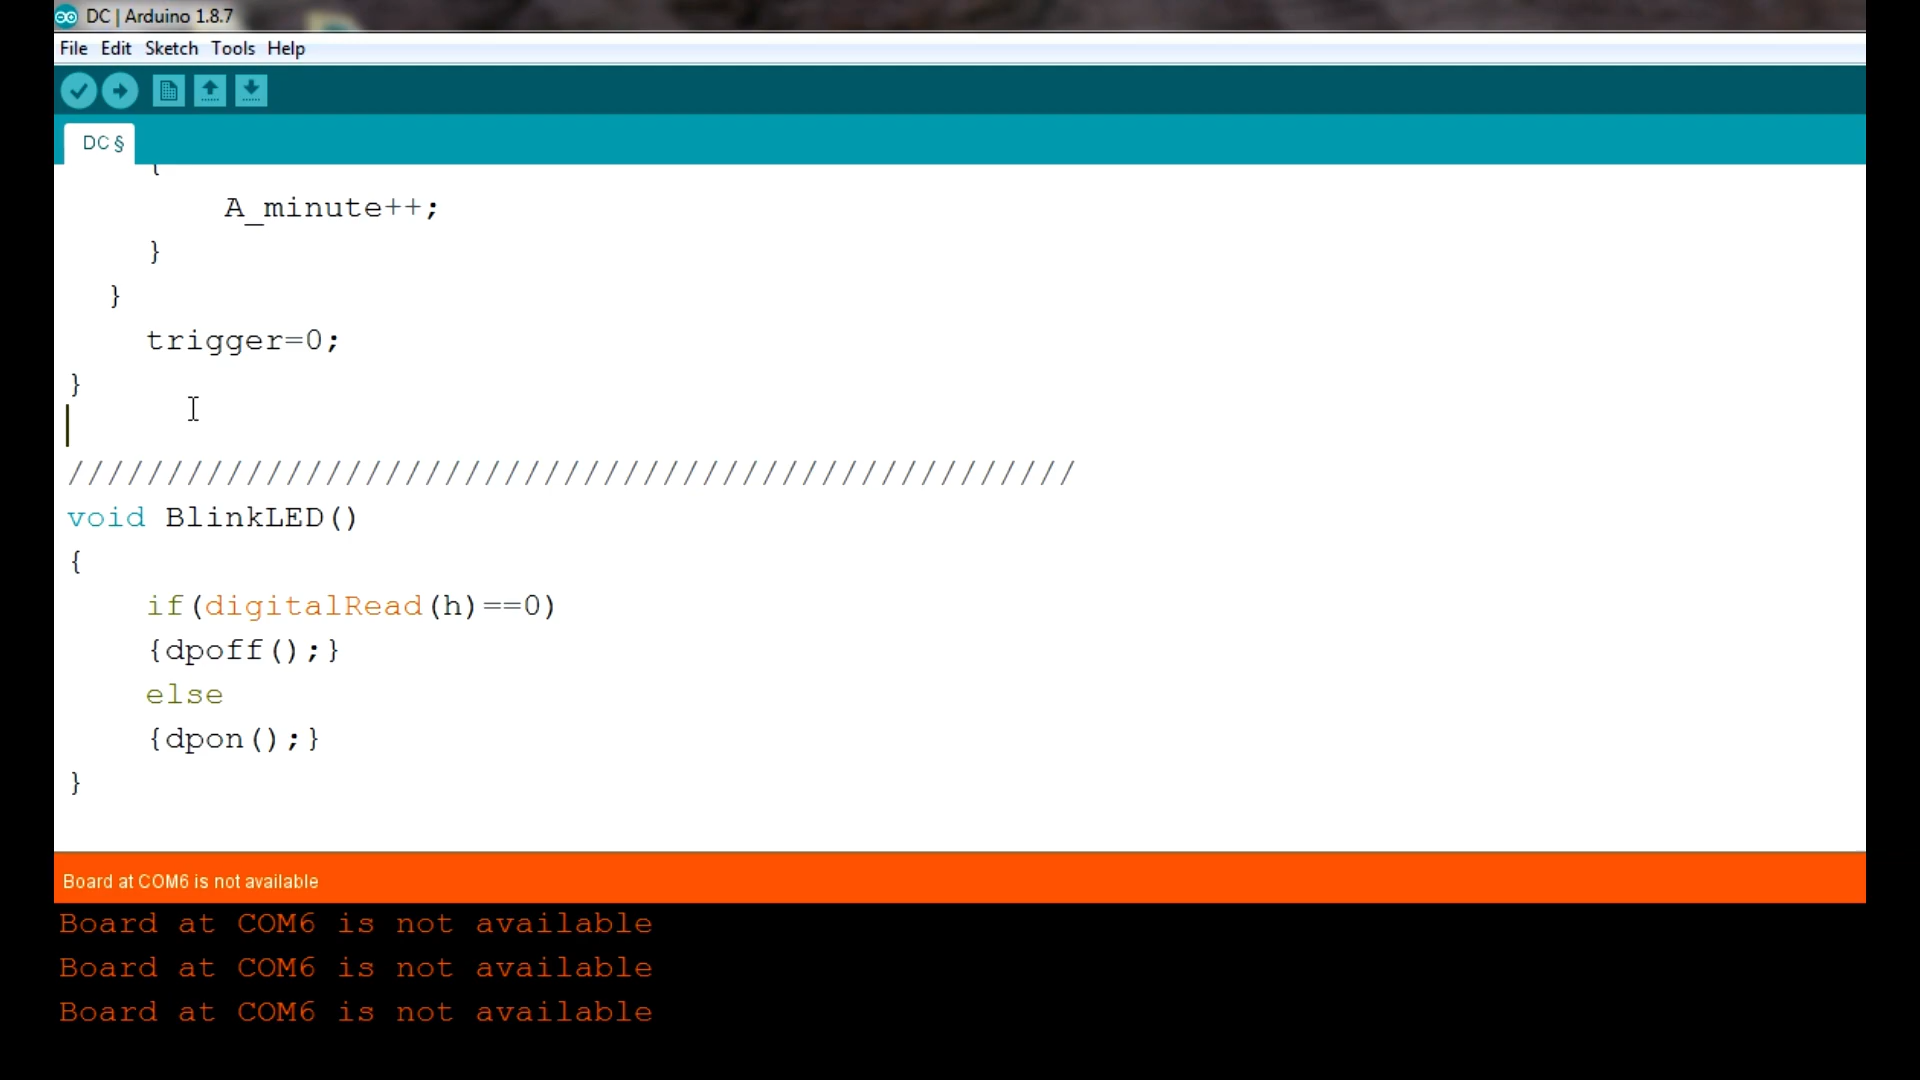 DC | Arduino 1.8.7
File Edit Sketch Tools Help
DC §
{
A_minute++;
}
}
trigger=0;
}
///////////////////////////////////////////////////
void BlinkLED()
{
if(digitalRead(h)==0)
{dpoff();}
else
{dpon();}
}
Board at COM6 is not available
Board at COM6 is not available
Board at COM6 is not available
Board at COM6 is not available